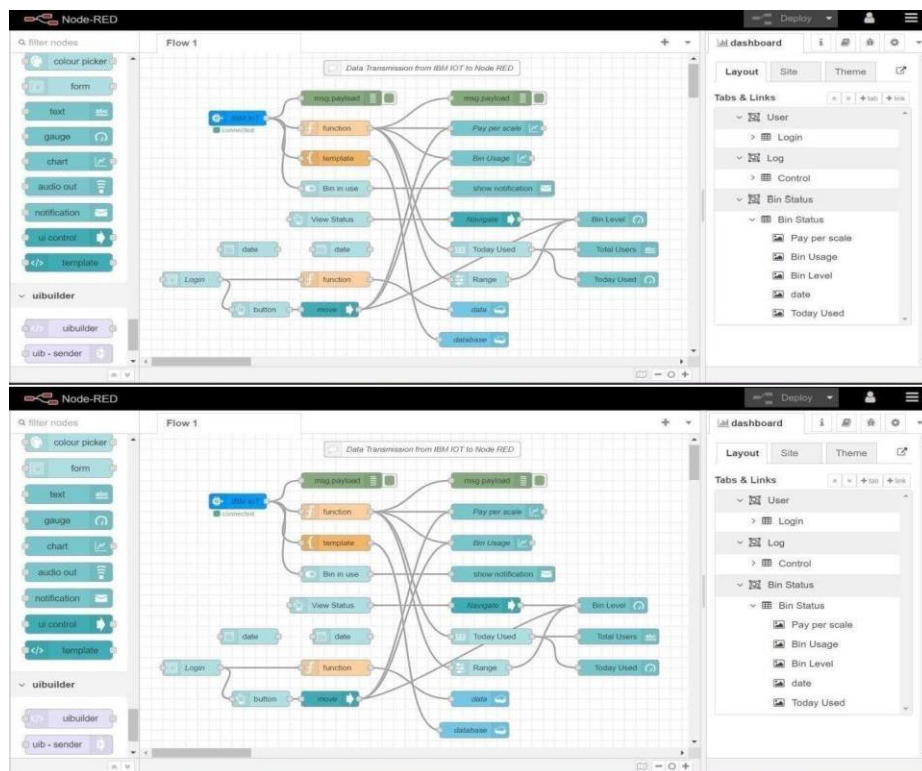 Node-RED
Deploy
filter nodes
Flow 1
dashboard
i
colour picker
form
text
abc
gauge
chart
audio out
notification
ui control
</> template
uibuilder
</> uibuilder
uib - sender
Data Transmission from IBM IOT to Node RED
IBM IoT
connected
msg.payload
msg.payload
function
Pay per scale
template
Bin Usage
Bin in use
show notification
View Status
Navigate
Bin Level
date
date
Today Used
Total Users
abc
Login
function
Range
Today Used
button
move
data
database
Layout
Site
Theme
Tabs & Links
+ tab
+ link
User
Login
Log
Control
Bin Status
Bin Status
Pay per scale
Bin Usage
Bin Level
date
Today Used
Node-RED
Deploy
filter nodes
Flow 1
dashboard
i
colour picker
form
text
abc
gauge
chart
audio out
notification
ui control
</> template
uibuilder
</> uibuilder
uib - sender
Data Transmission from IBM IOT to Node RED
IBM IoT
connected
msg.payload
msg.payload
function
Pay per scale
template
Bin Usage
Bin in use
show notification
View Status
Navigate
Bin Level
date
date
Today Used
Total Users
abc
Login
function
Range
Today Used
button
move
data
database
Layout
Site
Theme
Tabs & Links
+ tab
+ link
User
Login
Log
Control
Bin Status
Bin Status
Pay per scale
Bin Usage
Bin Level
date
Today Used